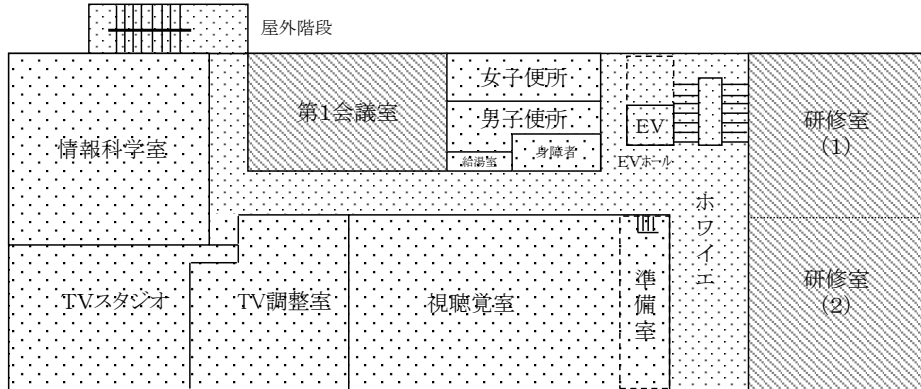 屋外階段
女子便所
第1会議室
男子便所
EV
研修室
(1)
情報科学室
給湯室
身障者
EVホール
ホワイエ
TVスタジオ
TV調整室
視聴覚室
準備室
研修室
(2)